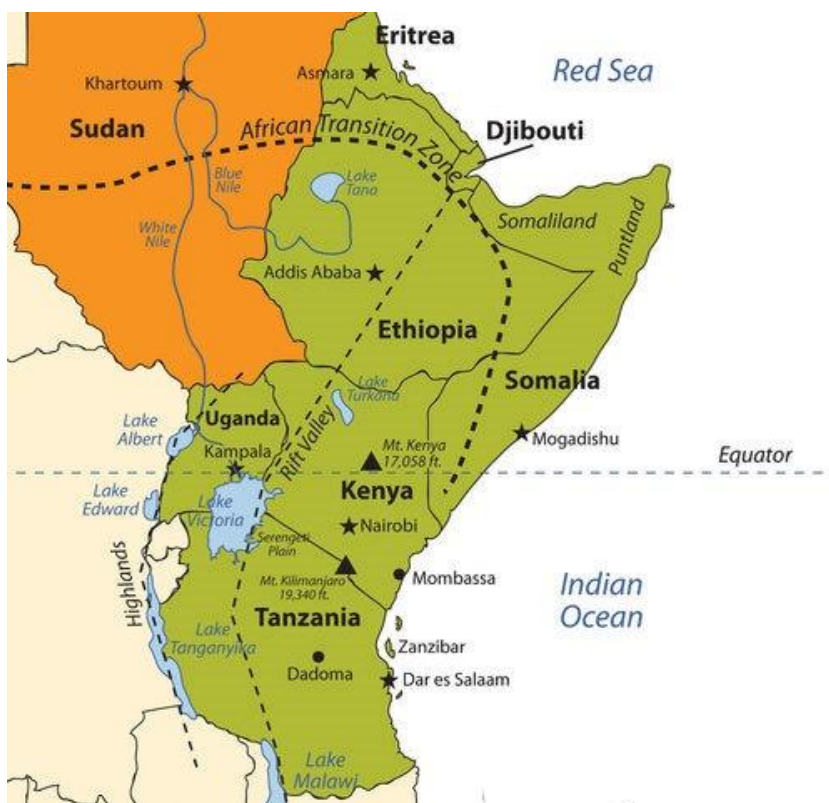 Eritrea
Asmara
Red Sea
Khartoum
Sudan
African Transition Zone
Djibouti
Blue
Nile
Lake
Tana
White
Nile
Somaliland
Puntland
Addis Ababa
Ethiopia
Somalia
Lake
Turkana
Uganda
Rift Valley
Lake
Albert
Mogadishu
Kampala
Mt. Kenya
17,058 ft.
Equator
Lake
Edward
Lake
Victoria
Kenya
Nairobi
Serengeti
Plain
Highlands
Mt. Kilimanjaro
19,340 ft.
Mombassa
Indian
Ocean
Tanzania
Lake
Tanganyika
Zanzibar
Dadoma
Dar es Salaam
Lake
Malawi